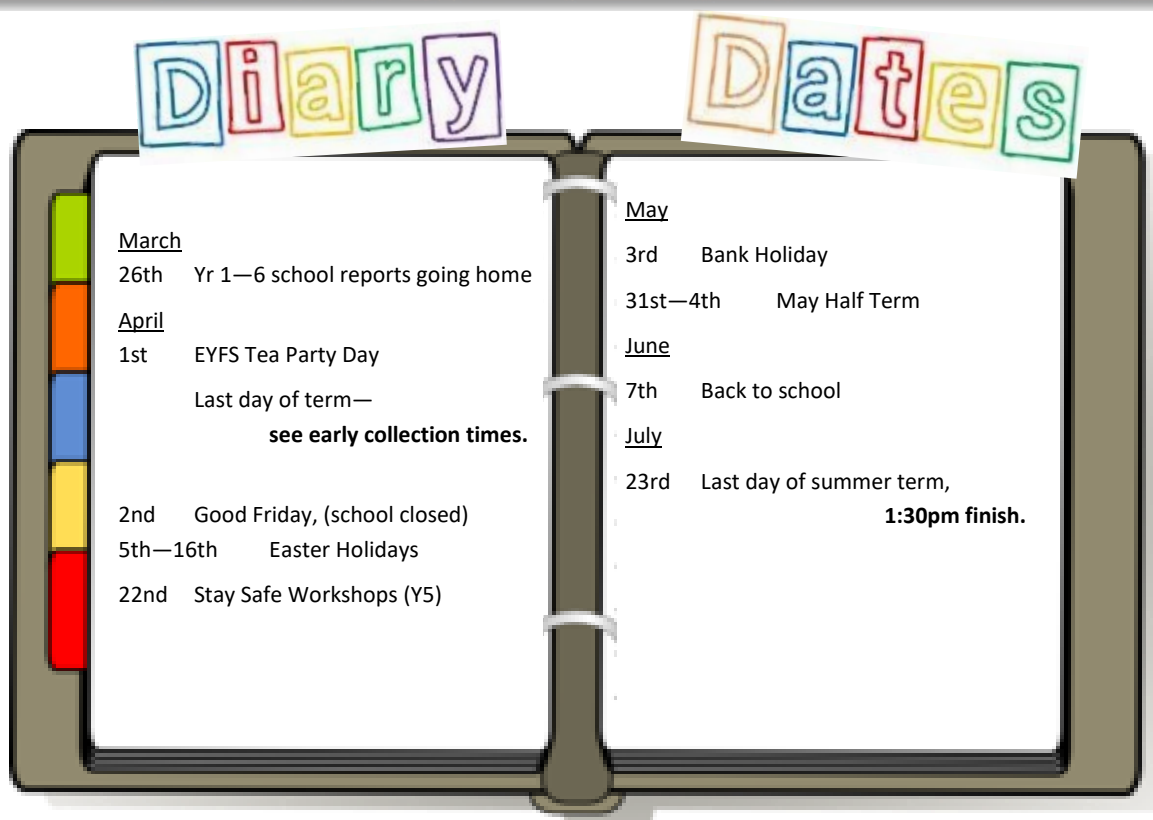 Diary Dates
March
26th Yr 1—6 school reports going home
April
1st EYFS Tea Party Day
Last day of term—
see early collection times.
2nd Good Friday, (school closed)
5th—16th Easter Holidays
22nd Stay Safe Workshops (Y5)
May
3rd Bank Holiday
31st—4th May Half Term
June
7th Back to school
July
23rd Last day of summer term,
1:30pm finish.